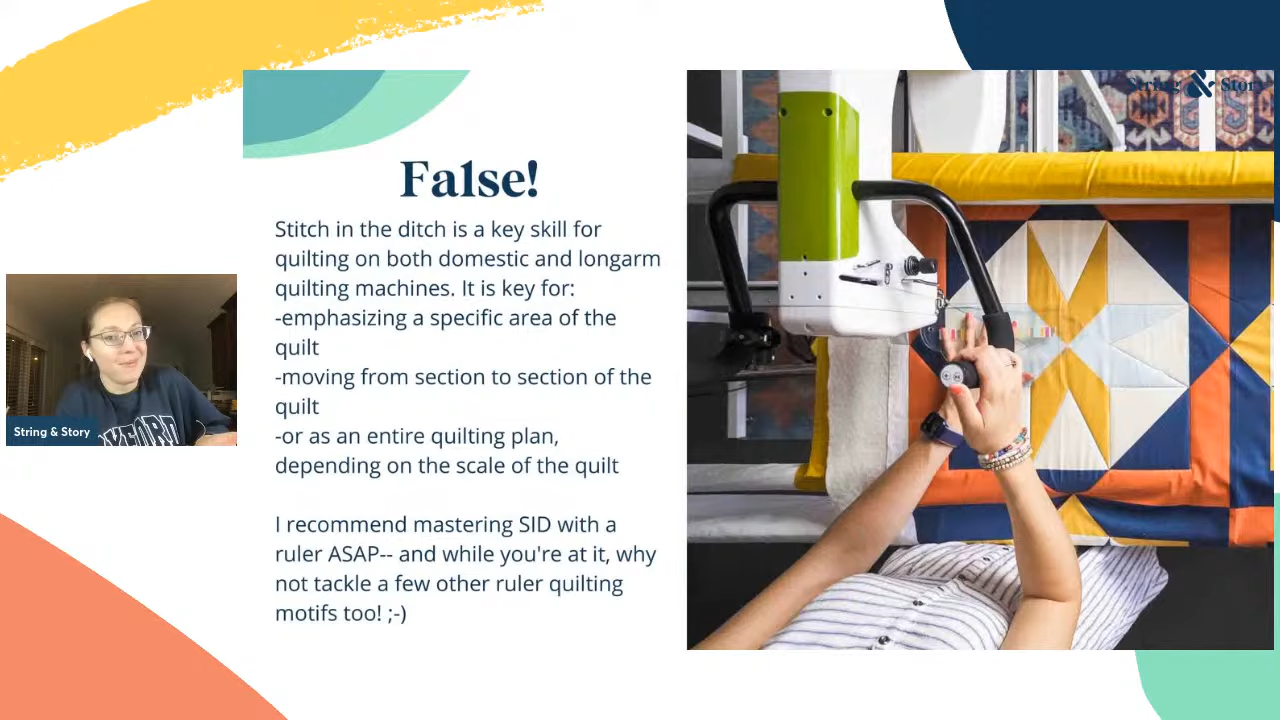 String & Story
False!
Stitch in the ditch is a key skill for
quilting on both domestic and longarm
quilting machines. It is key for:
-emphasizing a specific area of the
quilt
-moving from section to section of the
quilt
-or as an entire quilting plan,
depending on the scale of the quilt
I recommend mastering SID with a
ruler ASAP-- and while you're at it, why
not tackle a few other ruler quilting
motifs too! ;-)
String & Story